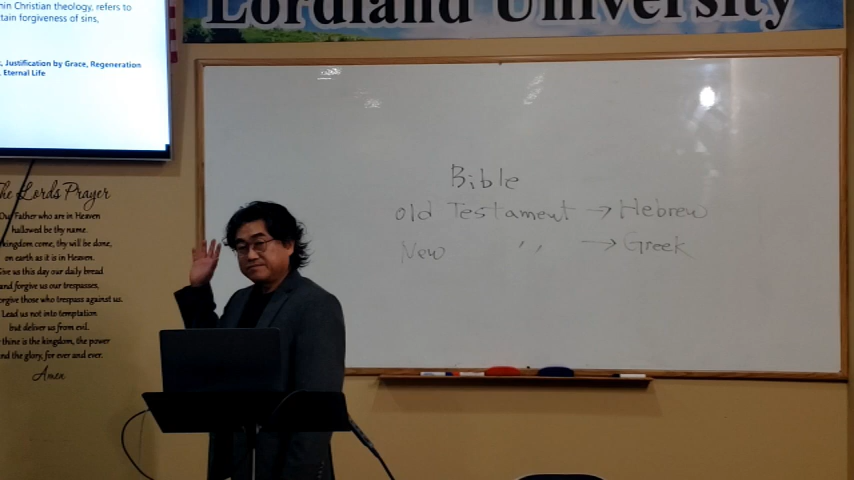 Lordland University
hin Christian theology, refers to
tain forgiveness of sins,
, Justification by Grace, Regeneration
, Eternal Life
Bible
old Testament → Hebrew
New ,, → Greek
The Lords Prayer
Our Father who are in Heaven
hallowed be thy name.
kingdom come, thy will be done,
on earth as it is in Heaven.
Give us this day our daily bread
and forgive us our trespasses,
forgive those who trespass against us.
Lead us not into temptation
but deliver us from evil.
thine is the kingdom, the power
and the glory, for ever and ever.
Amen